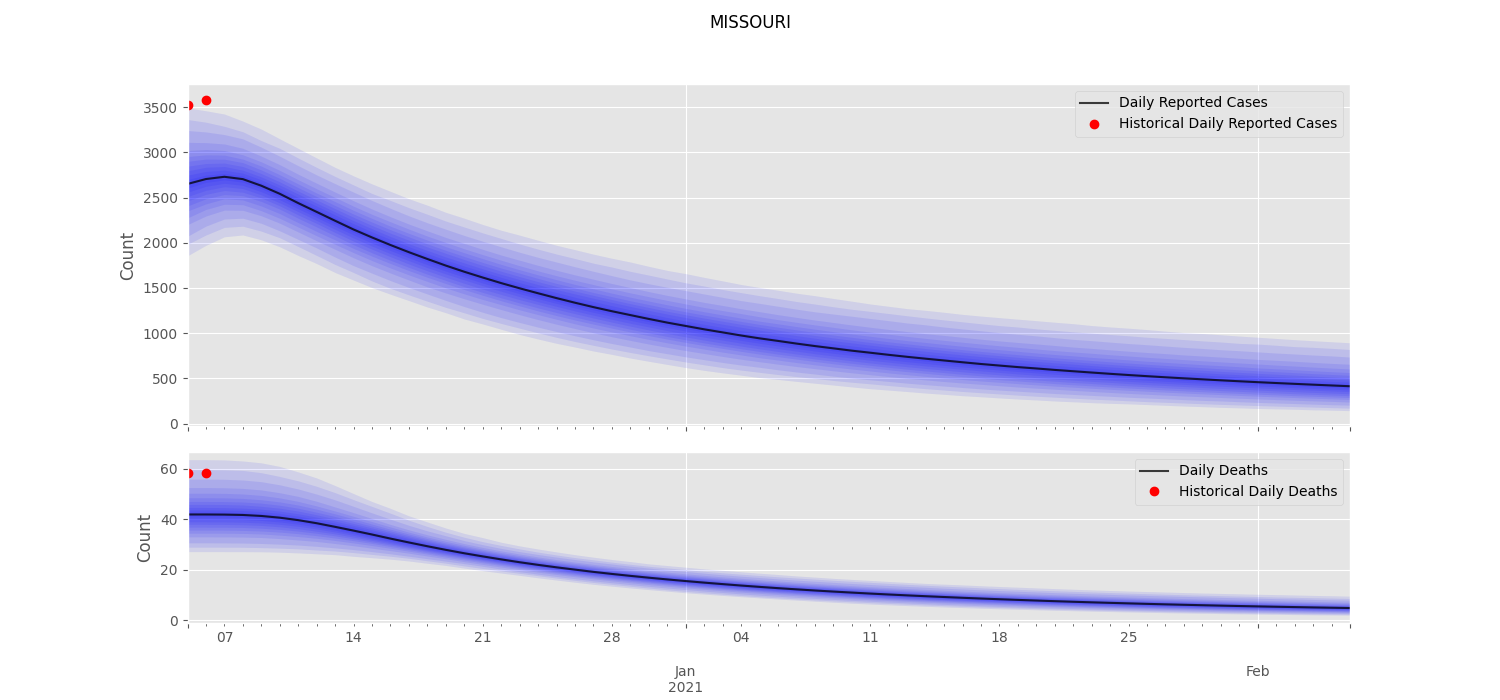 MISSOURI
3500
3000
2500
2000
1500
1000
500
0
Count
Daily Reported Cases
Historical Daily Reported Cases
60
40
20
0
Count
Daily Deaths
Historical Daily Deaths
07 14 21 28 04 11 18 25
Jan Feb
2021